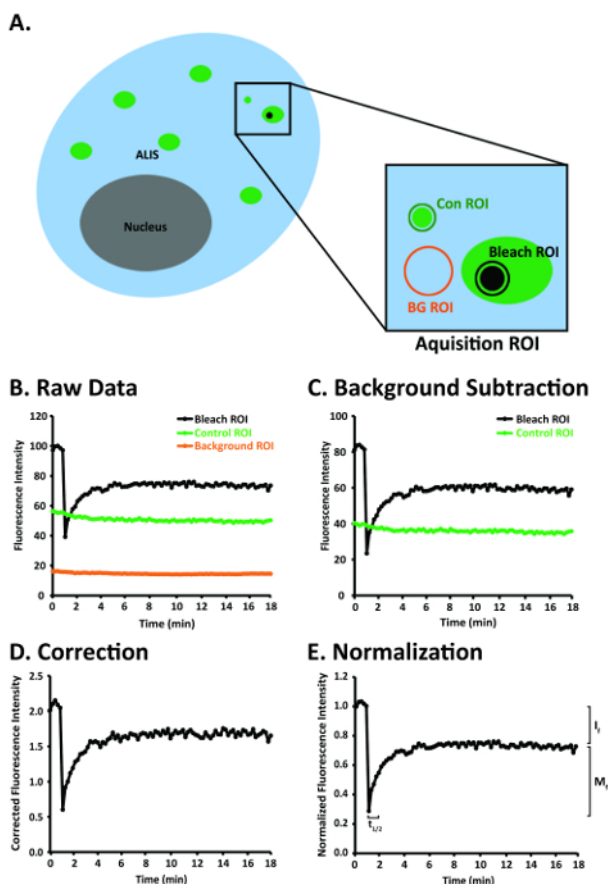 A.
ALIS
Nucleus
Con ROI
Bleach ROI
BG ROI
Aquisition ROI
B. Raw Data
Bleach ROI
Control ROI
Background ROI
Fluorescence Intensity
120
100
80
60
40
20
0
0 2 4 6 8 10 12 14 16 18
Time (min)
C. Background Subtraction
Bleach ROI
Control ROI
Fluorescence Intensity
100
80
60
40
20
0
0 2 4 6 8 10 12 14 16 18
Time (min)
D. Correction
Corrected Fluorescence Intensity
2.5
2.0
1.5
1.0
0.5
0.0
0 2 4 6 8 10 12 14 16 18
Time (min)
E. Normalization
Normalized Fluorescence Intensity
1.2
1.0
0.8
0.6
0.4
0.2
0.0
t1/2
If
Mf
0 2 4 6 8 10 12 14 16 18
Time (min)